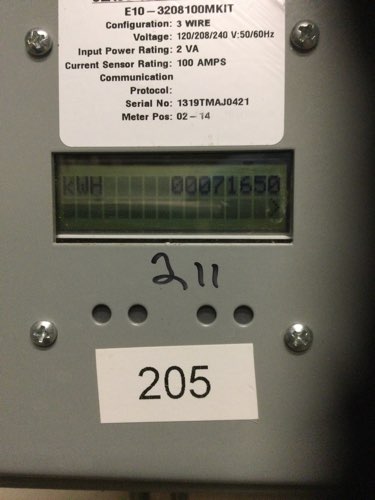 E10-3208100MKIT
Configuration: 3 WIRE
Voltage: 120/208/240 V:50/60Hz
Input Power Rating: 2 VA
Current Sensor Rating: 100 AMPS
Communication
Protocol:
Serial No: 1319TMAJ0421
Meter Pos: 02-14
kWH 00071650
>
211
205